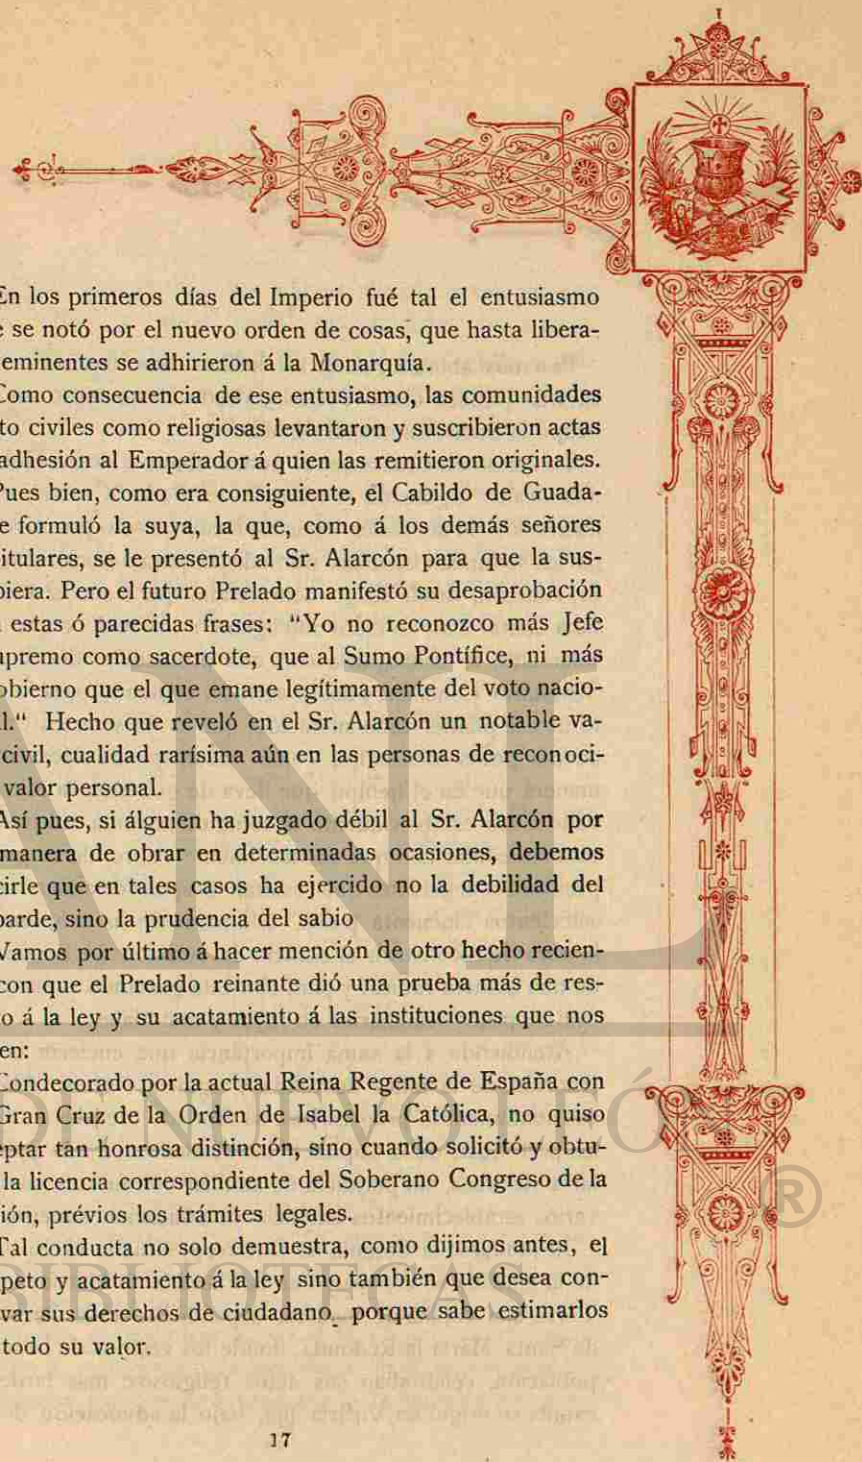 En los primeros días del Imperio fué tal el entusiasmo
e se notó por el nuevo orden de cosas, que hasta libera-
eminentes se adhirieron á la Monarquía.
Como consecuencia de ese entusiasmo, las comunidades
to civiles como religiosas levantaron y suscribieron actas
adhesión al Emperador á quien las remitieron originales.
Pues bien, como era consiguiente, el Cabildo de Guada-
e formuló la suya, la que, como á los demás señores
itulares, se le presentó al Sr. Alarcón para que la sus-
biera. Pero el futuro Prelado manifestó su desaprobación
estas ó parecidas frases: "Yo no reconozco más Jefe
upremo como sacerdote, que al Sumo Pontífice, ni más
obierno que el que emane legítimamente del voto nacio-
l." Hecho que reveló en el Sr. Alarcón un notable va-
civil, cualidad rarísima aún en las personas de reconoci-
valor personal.
Así pues, si álguien ha juzgado débil al Sr. Alarcón por
manera de obrar en determinadas ocasiones, debemos
cirle que en tales casos ha ejercido no la debilidad del
barde, sino la prudencia del sabio
Vamos por último á hacer mención de otro hecho recien-
con que el Prelado reinante dió una prueba más de res-
o á la ley y su acatamiento á las instituciones que nos
en:
Condecorado por la actual Reina Regente de España con
Gran Cruz de la Orden de Isabel la Católica, no quiso
eptar tan honrosa distinción, sino cuando solicitó y obtu-
la licencia correspondiente del Soberano Congreso de la
ión, prévios los trámites legales.
Tal conducta no solo demuestra, como dijimos antes, el
peto y acatamiento á la ley sino también que desea con-
var sus derechos de ciudadano porque sabe estimarlos
todo su valor.
17
ANL
DE NUEVO LEÓN
®
BIBLIOTECAS